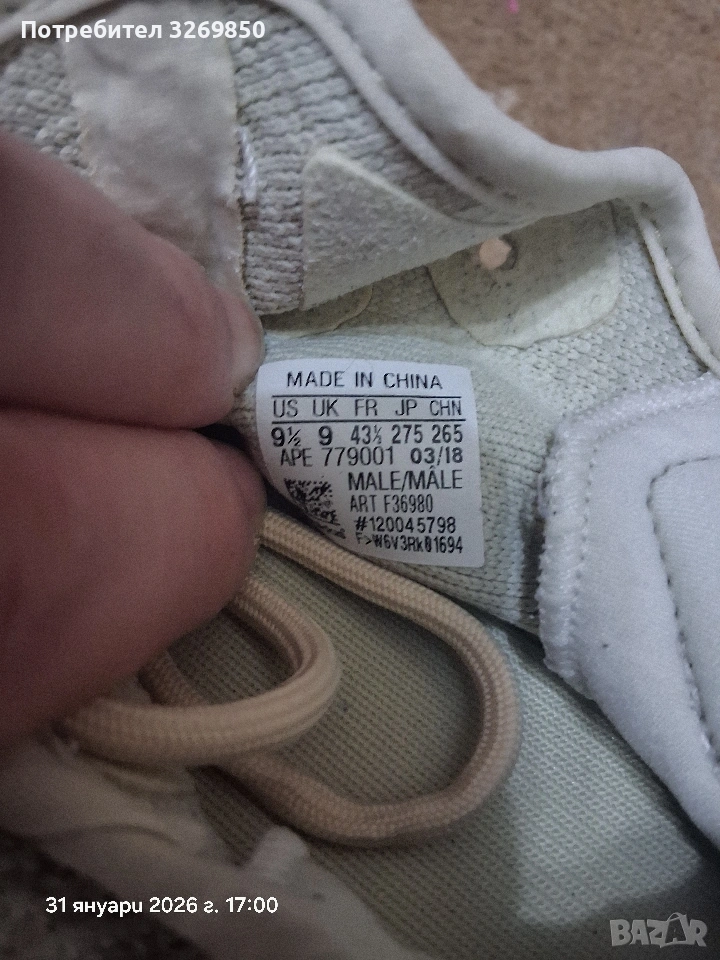 Потребител 3269850
MADE IN CHINA
US UK FR JP CHN
9½ 9 43⅓ 275 265
APE 779001 03/18
MALE/MÂLE
ART F36980
#120045798
F>W6V3Rk01694
31 януари 2026 г. 17:00
BAZAR